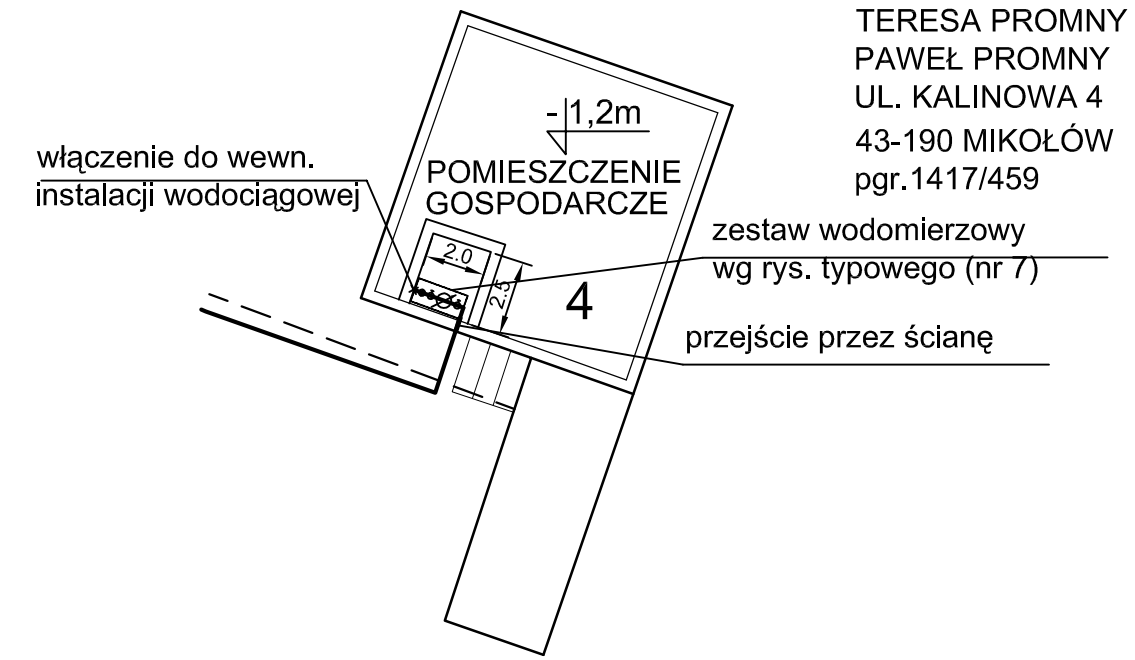 TERESA PROMNY
PAWEŁ PROMNY
UL. KALINOWA 4
43-190 MIKOŁÓW
pgr.1417/459
-1,2m
włączenie do wewn.
instalacji wodociągowej
POMIESZCZENIE
GOSPODARCZE
zestaw wodomierzowy
wg rys. typowego (nr 7)
2.0
2.5
4
przejście przez ścianę